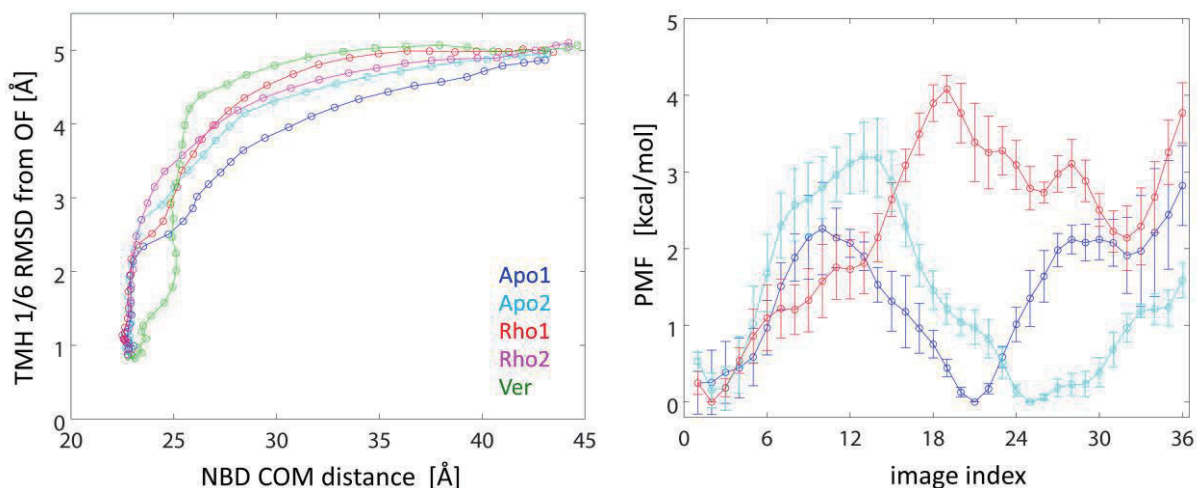 TMH 1/6 RMSD from OF [Å]
5
4
3
2
1
0
Apo1
Apo2
Rho1
Rho2
Ver
20 25 30 35 40 45
NBD COM distance [Å]
PMF [kcal/mol]
5
4
3
2
1
0
0 6 12 18 24 30 36
image index